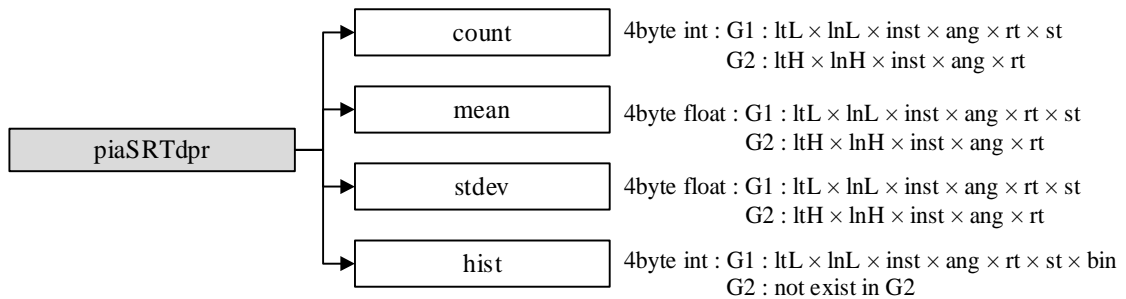 count
4byte int : G1 : ltL × lnL × inst × ang × rt × st
G2 : ltH × lnH × inst × ang × rt
mean
4byte float : G1 : ltL × lnL × inst × ang × rt × st
G2 : ltH × lnH × inst × ang × rt
piaSRTdpr
stdev
4byte float : G1 : ltL × lnL × inst × ang × rt × st
G2 : ltH × lnH × inst × ang × rt
hist
4byte int : G1 : ltL × lnL × inst × ang × rt × st × bin
G2 : not exist in G2